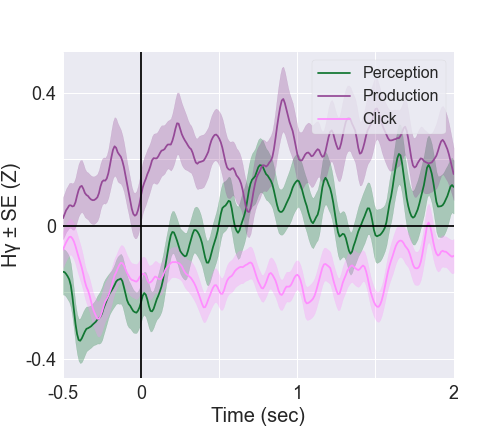 Perception
Production
Click
0.4
0
-0.4
Hγ ± SE (Z)
-0.5
0
1
2
Time (sec)